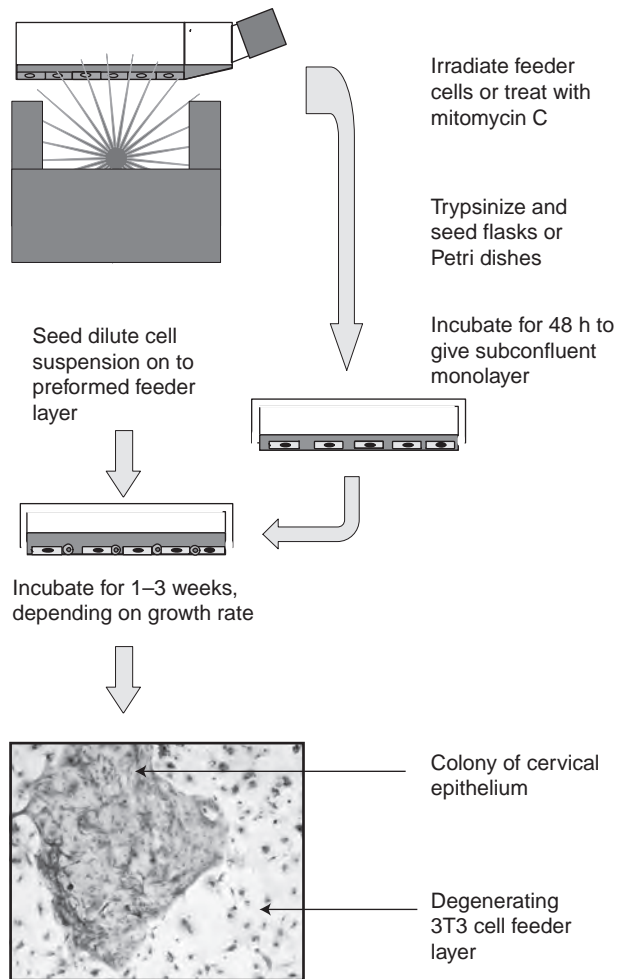 Irradiate feeder
cells or treat with
mitomycin C
Trypsinize and
seed flasks or
Petri dishes
Incubate for 48 h to
give subconfluent
monolayer
Seed dilute cell
suspension on to
preformed feeder
layer
Incubate for 1–3 weeks,
depending on growth rate
Colony of cervical
epithelium
Degenerating
3T3 cell feeder
layer